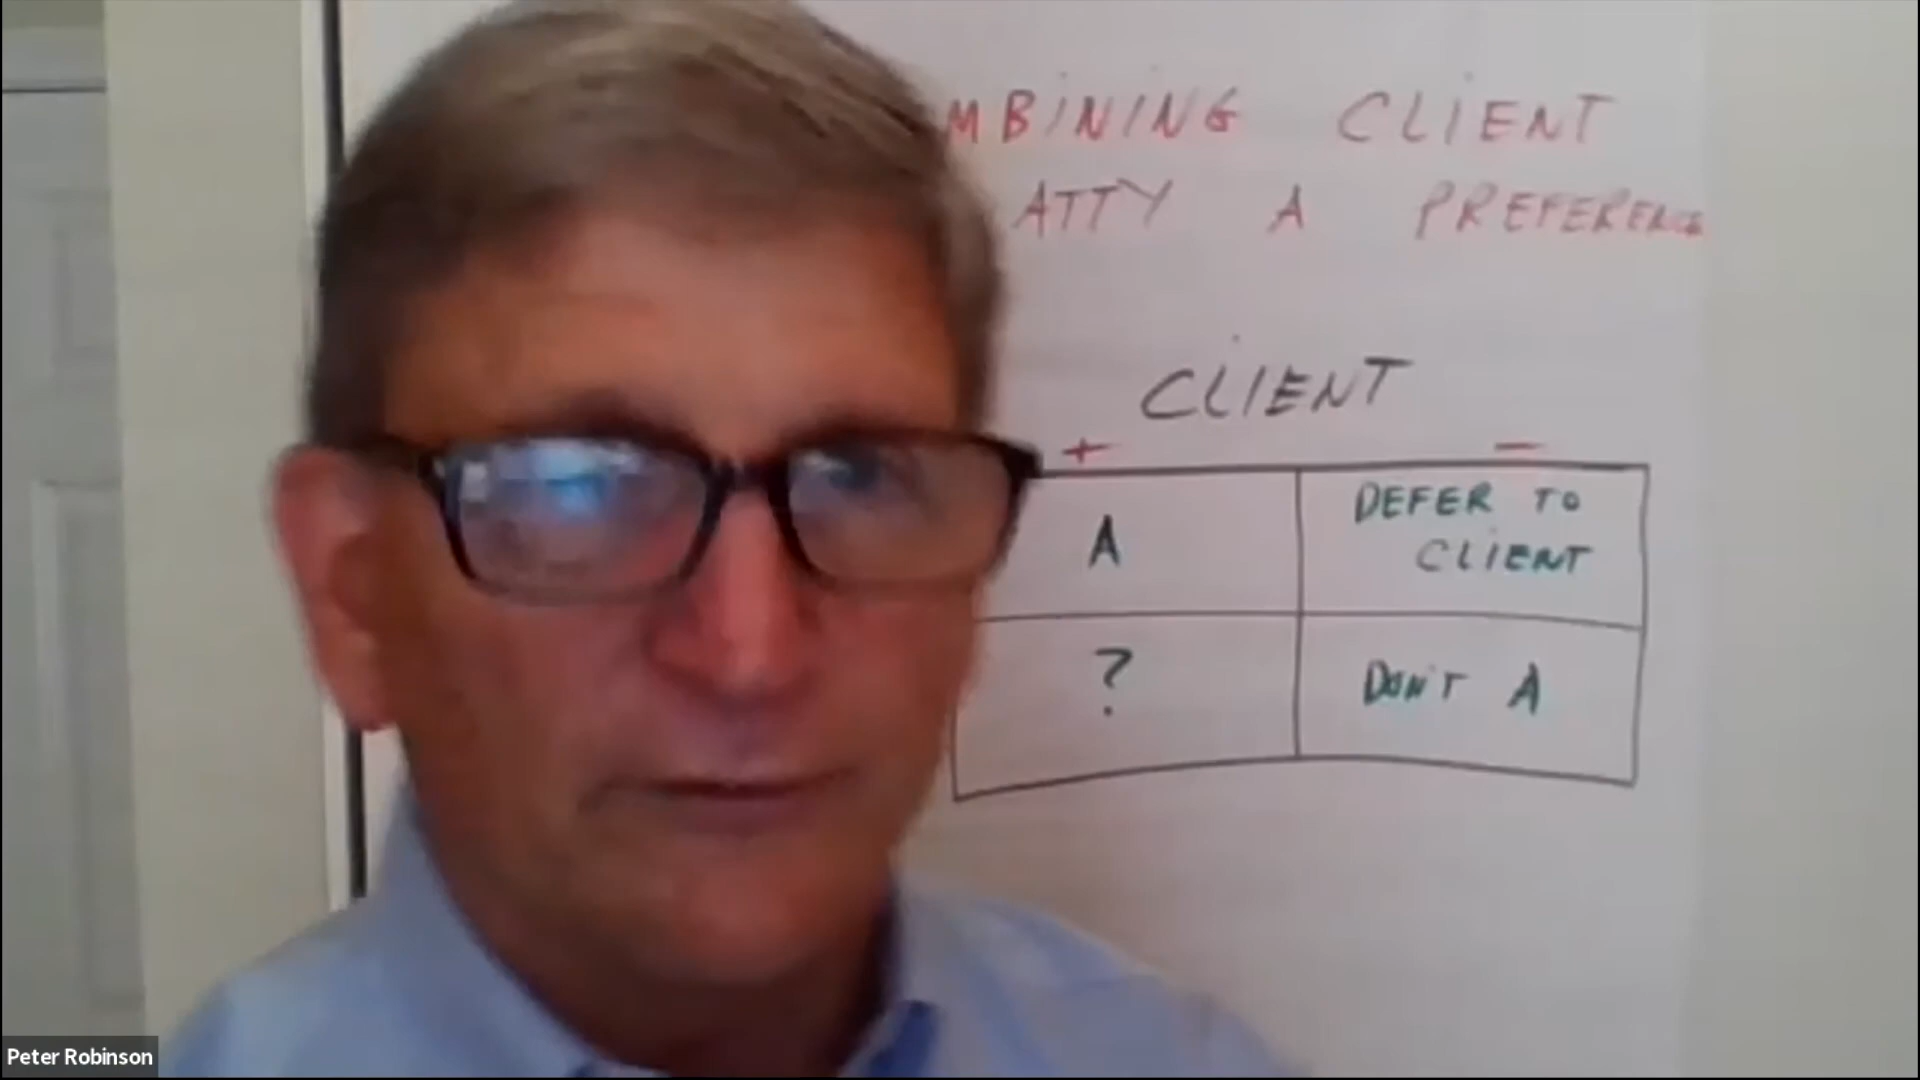 MBINING CLIENT
ATTY A PREFERENCE
CLIENT
+ −
A DEFER TO
CLIENT
? DON'T A
Peter Robinson